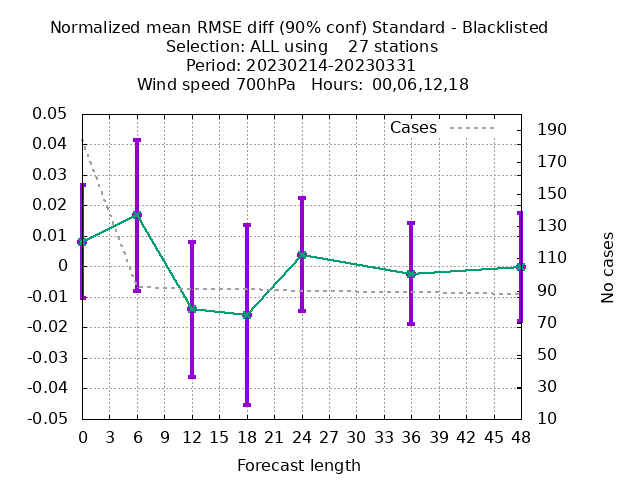 Normalized mean RMSE diff (90% conf) Standard - Blacklisted
Selection: ALL using    27 stations
Period: 20230214-20230331
Wind speed 700hPa   Hours:  00,06,12,18
Cases
0.05
0.04
0.03
0.02
0.01
0
-0.01
-0.02
-0.03
-0.04
-0.05
190
170
150
130
110
90
70
50
30
10
No cases
0 3 6 9 12 15 18 21 24 27 30 33 36 39 42 45 48
Forecast length